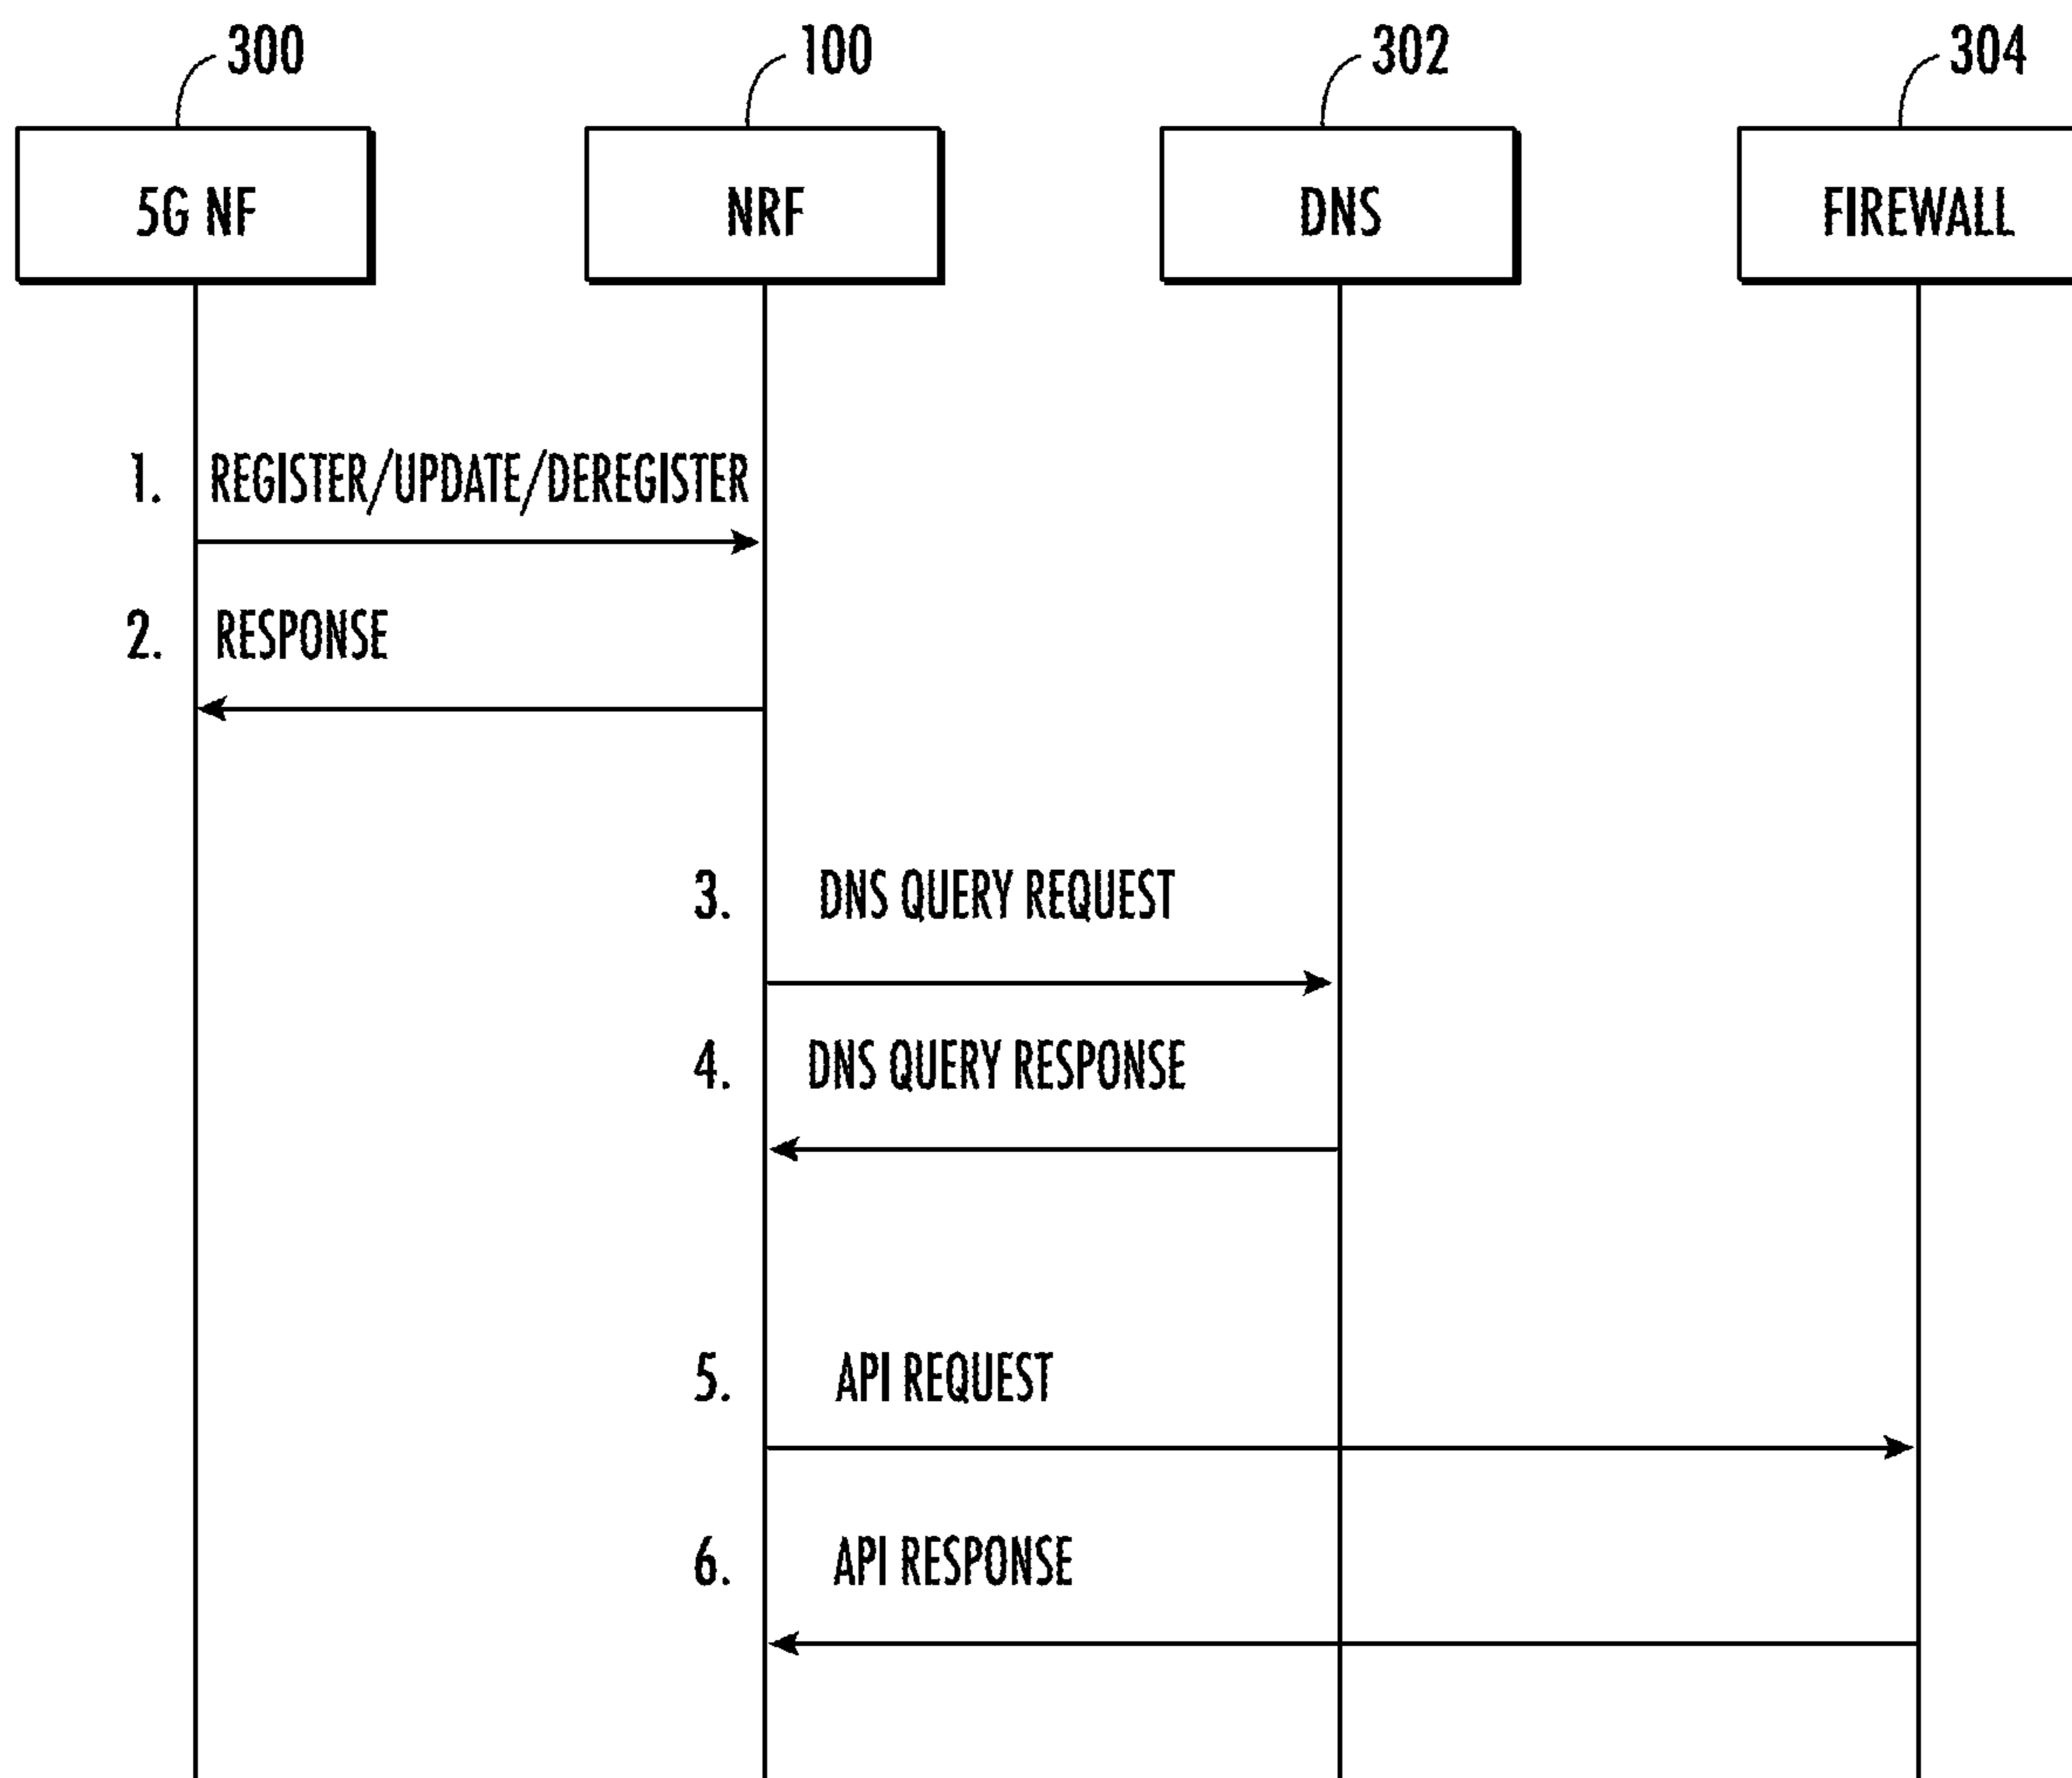 300
100
302
304
5G NF
NRF
DNS
FIREWALL
1. REGISTER/UPDATE/DEREGISTER
2. RESPONSE
3. DNS QUERY REQUEST
4. DNS QUERY RESPONSE
5. API REQUEST
6. API RESPONSE